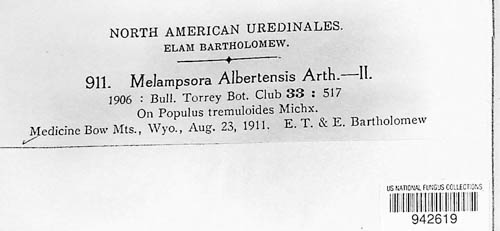 NORTH AMERICAN UREDINALES.
ELAM BARTHOLOMEW.
911. Melampsora Albertensis Arth.—II.
1906 : Bull. Torrey Bot. Club 33 : 517
On Populus tremuloides Michx.
Medicine Bow Mts., Wyo., Aug. 23, 1911. E. T. & E. Bartholomew
US NATIONAL FUNGUS COLLECTIONS
942619